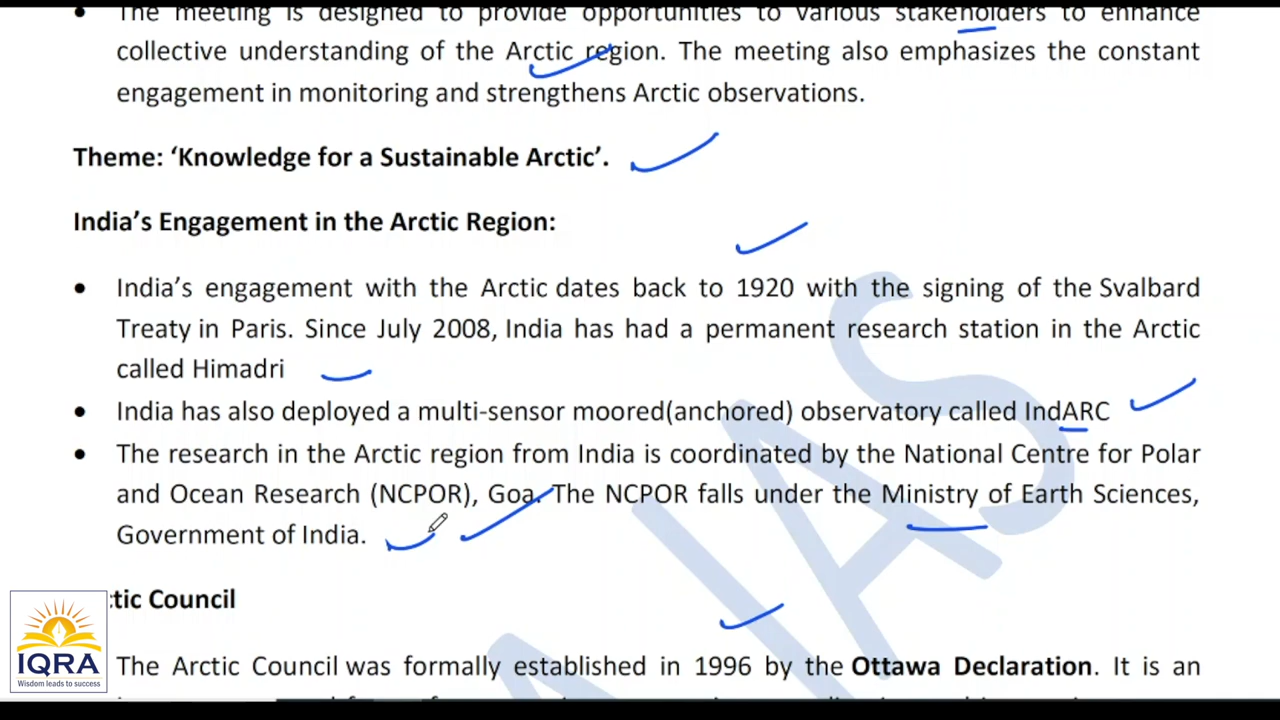 • The meeting is designed to provide opportunities to various stakeholders to enhance
collective understanding of the Arctic region. The meeting also emphasizes the constant
engagement in monitoring and strengthens Arctic observations.
Theme: ‘Knowledge for a Sustainable Arctic’.
India’s Engagement in the Arctic Region:
• India’s engagement with the Arctic dates back to 1920 with the signing of the Svalbard
Treaty in Paris. Since July 2008, India has had a permanent research station in the Arctic
called Himadri
• India has also deployed a multi-sensor moored(anchored) observatory called IndARC
• The research in the Arctic region from India is coordinated by the National Centre for Polar
and Ocean Research (NCPOR), Goa. The NCPOR falls under the Ministry of Earth Sciences,
Government of India.
tic Council
The Arctic Council was formally established in 1996 by the Ottawa Declaration. It is an
IAS
IQRA
Wisdom leads to success